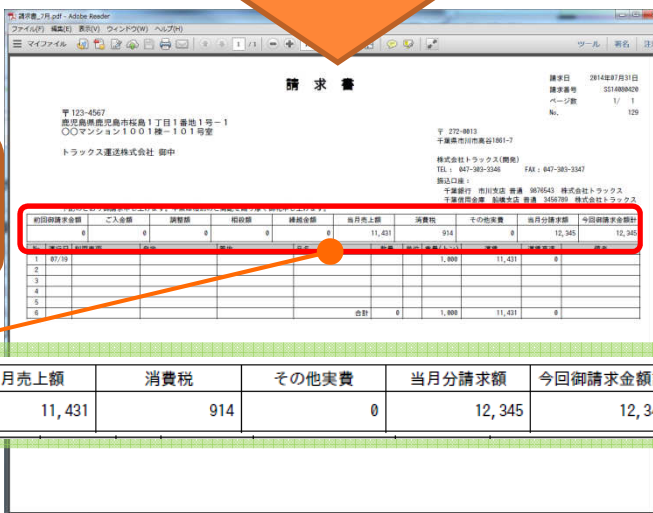 請求書_7月.pdf - Adobe Reader
ファイル(F) 編集(E) 表示(V) ウィンドウ(W) ヘルプ(H)
マイファイル 1 / 1 ツール 署名
請 求 書
請求日 2014年07月31日
請求番号 SS14080420
ページ数 1/ 1
No. 129
〒 123-4567
鹿児島県鹿児島市桜島1丁目1番地1号-1
〇〇マンション1001棟-101号室
トラックス運送株式会社 御中
〒 272-0013
千葉県市川市高谷1861-7
株式会社トラックス(開発)
TEL : 047-303-3346 FAX : 047-303-3347
振込口座 :
千葉銀行 市川支店 普通 9876543 株式会社トラックス
千葉信用金庫 船橋支店 普通 3456789 株式会社トラックス
前回御請求金額 ご入金額 調整額 相殺額 繰越金額 当月売上額 消費税 その他実費 当月分請求額 今回御請求金額計
0 0 0 0 0 11,431 914 0 12,345 12,345
1 07/19 1,000 11,431 0
2
3
4
5
6 合計 0 1,000 11,431 0
月売上額 消費税 その他実費 当月分請求額 今回御請求金額
11,431 914 0 12,345 12,3